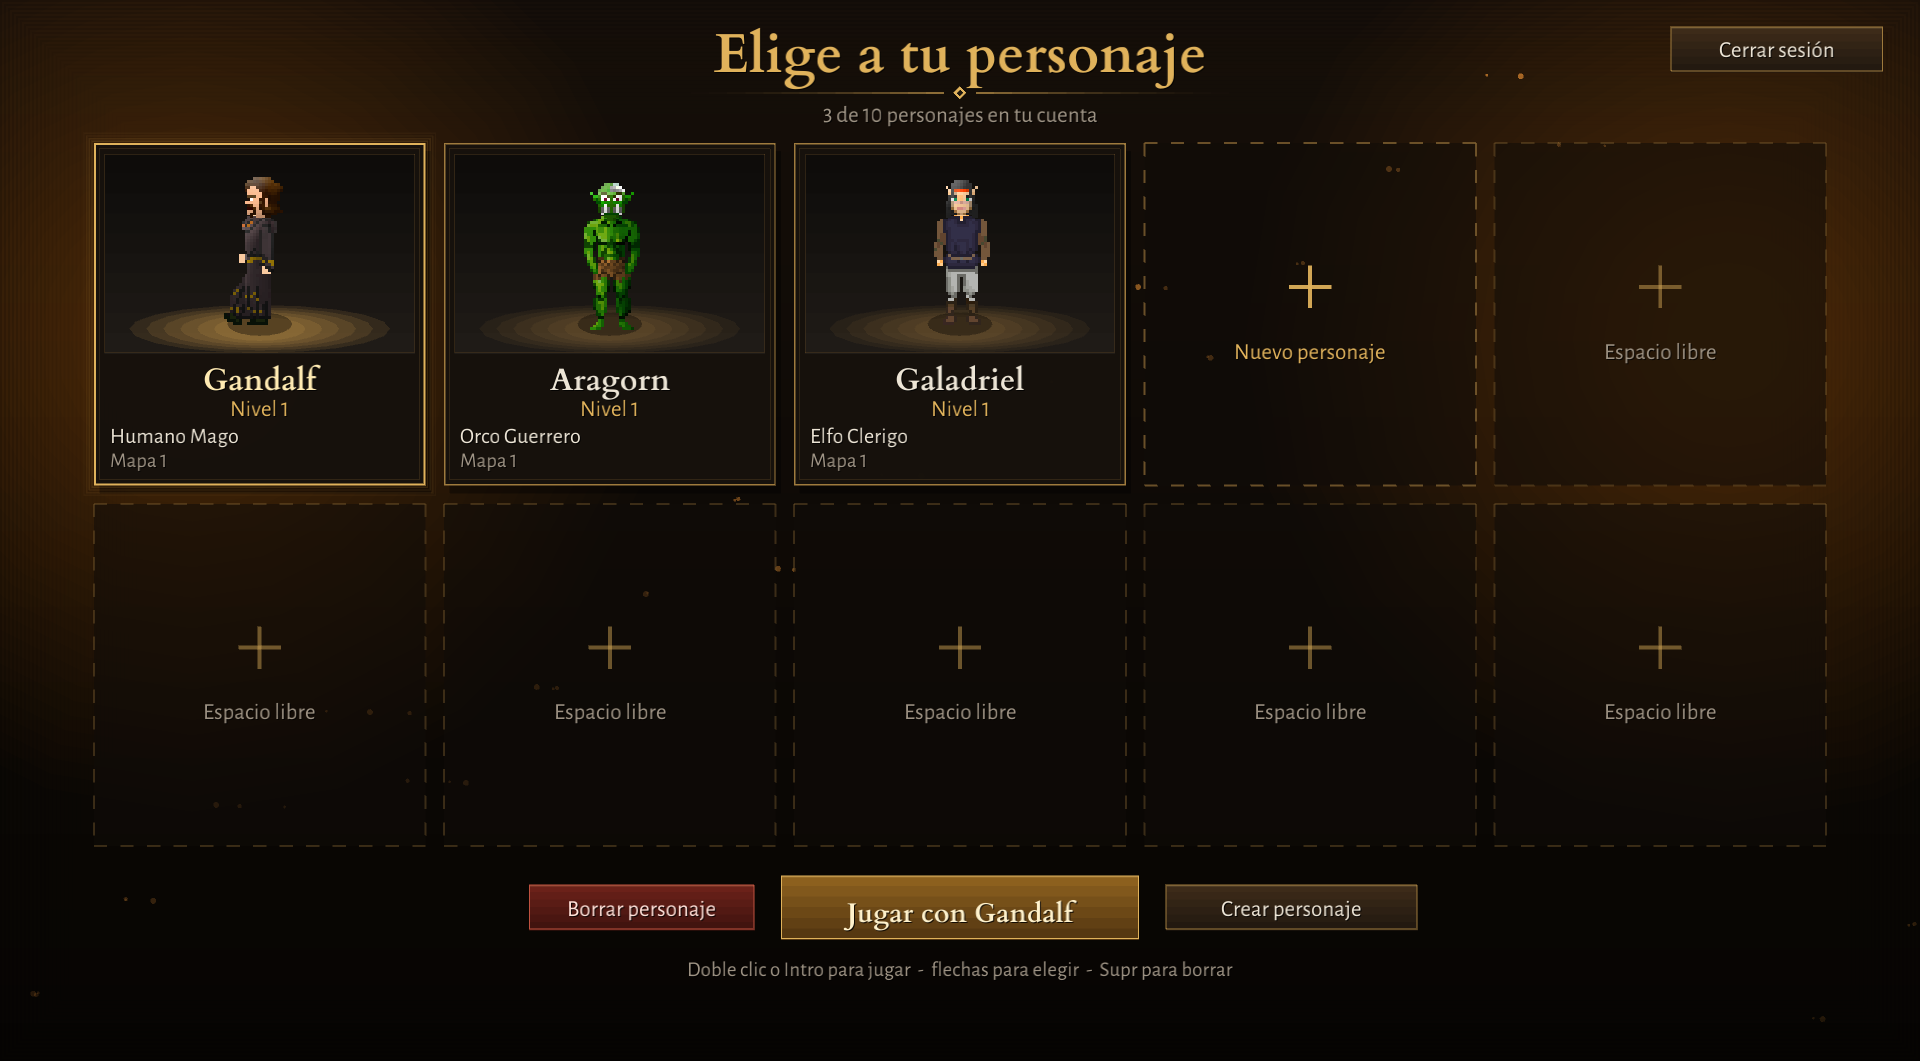 Elige a tu personaje
Cerrar sesión
3 de 10 personajes en tu cuenta
Gandalf
Nivel 1
Humano Mago
Mapa 1
Aragorn
Nivel 1
Orco Guerrero
Mapa 1
Galadriel
Nivel 1
Elfo Clerigo
Mapa 1
Nuevo personaje
Espacio libre
Espacio libre
Espacio libre
Espacio libre
Espacio libre
Espacio libre
Borrar personaje
Jugar con Gandalf
Crear personaje
Doble clic o Intro para jugar - flechas para elegir - Supr para borrar